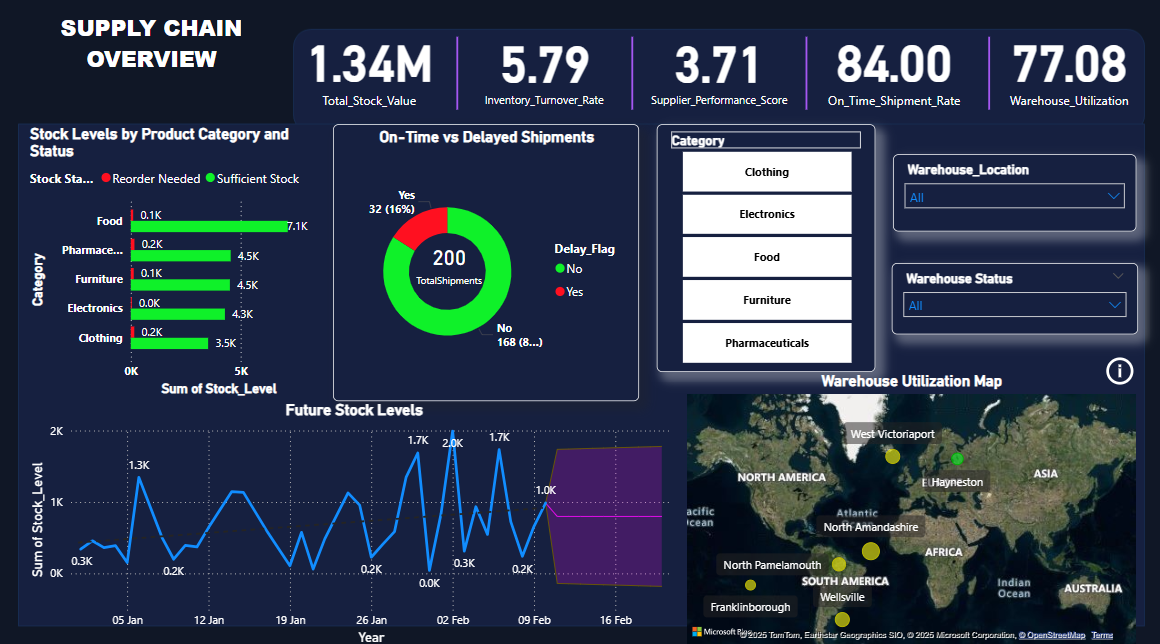 SUPPLY CHAIN
OVERVIEW
1.34M
Total_Stock_Value
5.79
Inventory_Turnover_Rate
3.71
Supplier_Performance_Score
84.00
On_Time_Shipment_Rate
77.08
Warehouse_Utilization
Stock Levels by Product Category and
Status
Stock Sta... Reorder Needed Sufficient Stock
Category
Food 0.1K 7.1K
Pharmace... 0.2K 4.5K
Furniture 0.1K 4.5K
Electronics 0.0K 4.3K
Clothing 0.2K 3.5K
0K 5K
Sum of Stock_Level
On-Time vs Delayed Shipments
Yes
32 (16%)
200
TotalShipments
No
168 (8...)
Delay_Flag
No
Yes
Category
Clothing
Electronics
Food
Furniture
Pharmaceuticals
Warehouse_Location
All
Warehouse Status
All
Future Stock Levels
Sum of Stock_Level
2K
1K
0K
0.3K
1.3K
0.2K
0.2K
1.7K
0.0K
2.0K
0.3K
1.7K
0.2K
1.0K
05 Jan 12 Jan 19 Jan 26 Jan 02 Feb 09 Feb 16 Feb
Year
Warehouse Utilization Map
West Victoriaport
Hayneston
NORTH AMERICA
ASIA
acific
cean
Atlantic
North Amandashire
AFRICA
North Pamelamouth
SOUTH AMERICA
Wellsville
Indian
Ocean
AUSTRALIA
Franklinborough
Microsoft Bing
© 2025 TomTom, Earthstar Geographics SIO, © 2025 Microsoft Corporation, © OpenStreetMap Terms